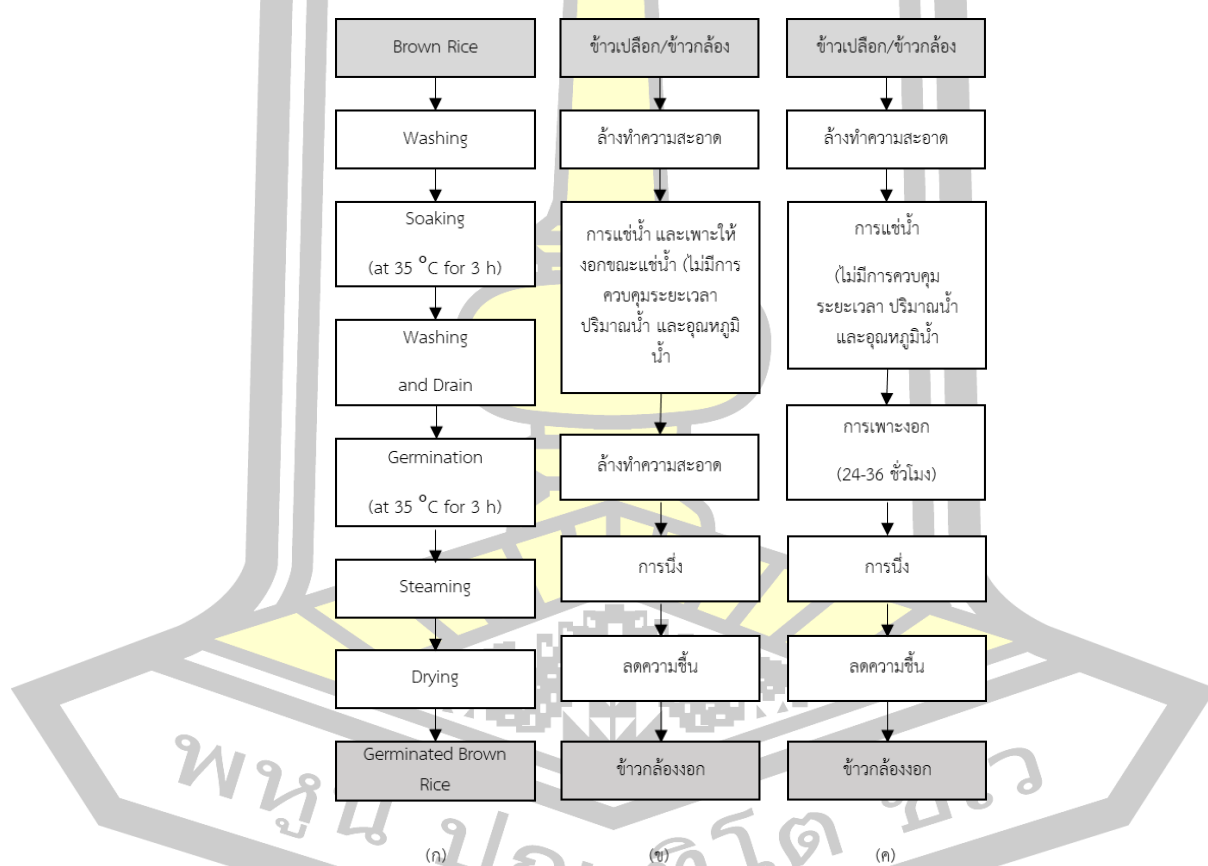 Brown Rice
Washing
Soaking
(at 35 °C for 3 h)
Washing
and Drain
Germination
(at 35 °C for 3 h)
Steaming
Drying
Germinated Brown
Rice
(ก)
ข้าวเปลือก/ข้าวกล้อง
ล้างทำความสะอาด
การแช่น้ำ และเพาะให้
งอกขณะแช่น้ำ (ไม่มีการ
ควบคุมระยะเวลา
ปริมาณน้ำ และอุณหภูมิ
น้ำ
ล้างทำความสะอาด
การนึ่ง
ลดความชื้น
ข้าวกล้องงอก
(ข)
ข้าวเปลือก/ข้าวกล้อง
ล้างทำความสะอาด
การแช่น้ำ
(ไม่มีการควบคุม
ระยะเวลา ปริมาณน้ำ
และอุณหภูมิน้ำ
การเพาะงอก
(24-36 ชั่วโมง)
การนึ่ง
ลดความชื้น
ข้าวกล้องงอก
(ค)
พหูน